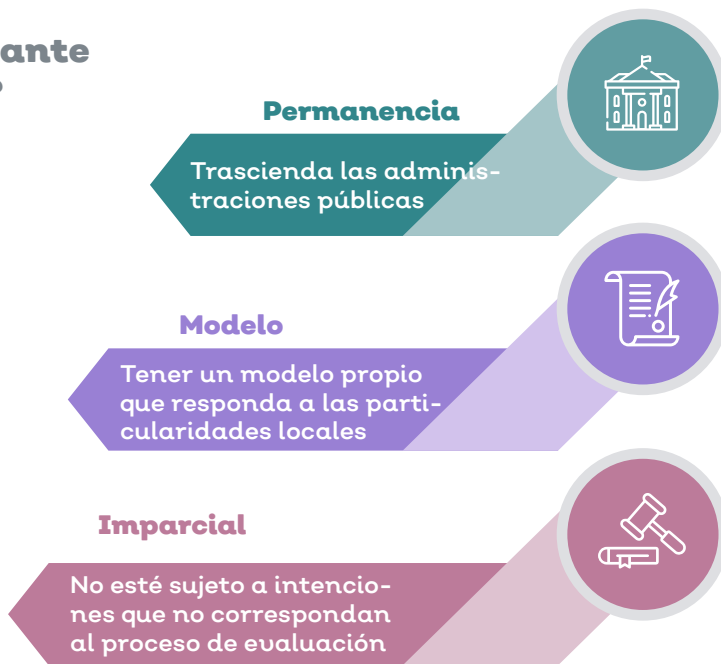 ante
Permanencia
Trascienda las adminis-
traciones públicas
Modelo
Tener un modelo propio
que responda a las parti-
cularidades locales
Imparcial
No esté sujeto a intencio-
nes que no correspondan
al proceso de evaluación